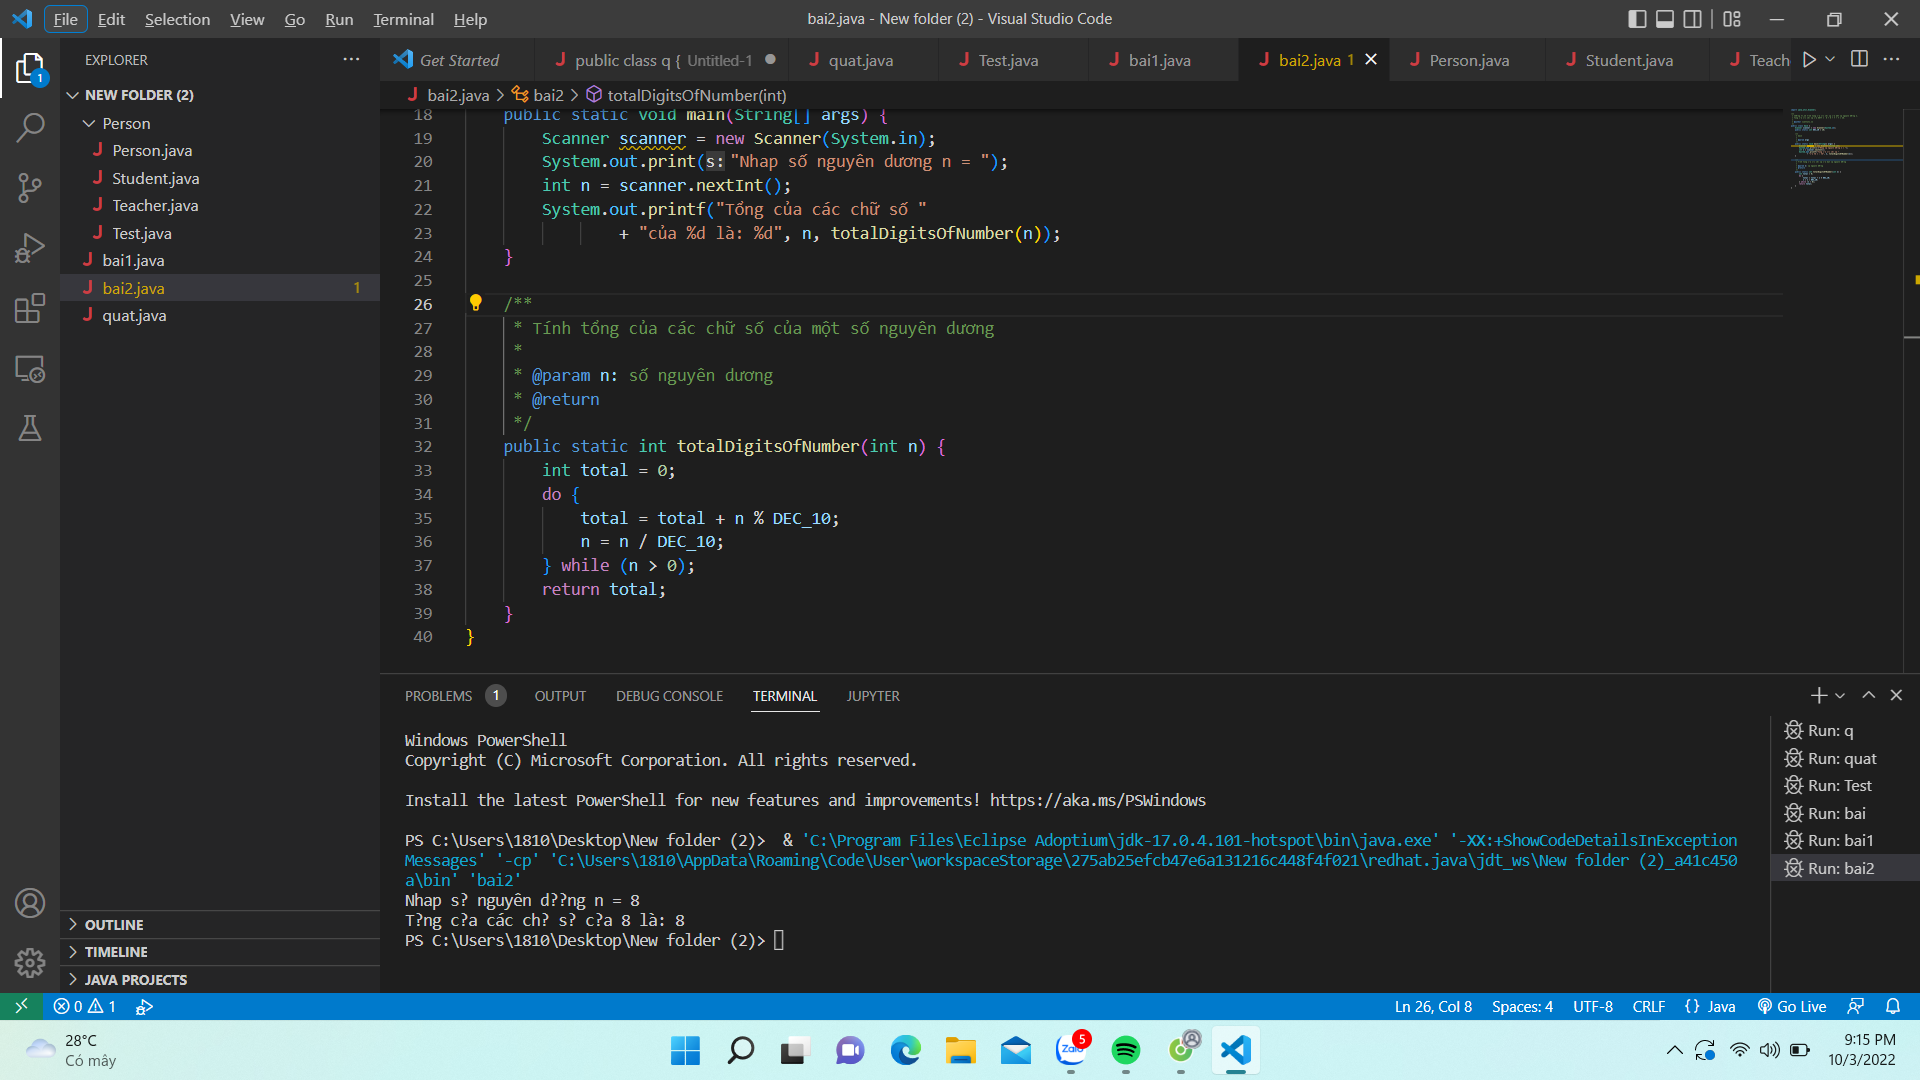 File Edit Selection View Go Run Terminal Help
bai2.java - New folder (2) - Visual Studio Code
EXPLORER
Get Started
public class q { Untitled-1
quat.java
Test.java
bai1.java
bai2.java 1
Person.java
Student.java
Teach
NEW FOLDER (2)
Person
Person.java
Student.java
Teacher.java
Test.java
bai1.java
bai2.java 1
quat.java
OUTLINE
TIMELINE
JAVA PROJECTS
1
bai2.java > bai2 > totalDigitsOfNumber(int)
18 public static void main(String[] args) {
19 Scanner scanner = new Scanner(System.in);
20 System.out.print(s: "Nhap số nguyên dương n = ");
21 int n = scanner.nextInt();
22 System.out.printf("Tổng của các chữ số "
23 + "của %d là: %d", n, totalDigitsOfNumber(n));
24 }
25
26 /**
27 * Tính tổng của các chữ số của một số nguyên dương
28 *
29 * @param n: số nguyên dương
30 * @return
31 */
32 public static int totalDigitsOfNumber(int n) {
33 int total = 0;
34 do {
35 total = total + n % DEC_10;
36 n = n / DEC_10;
37 } while (n > 0);
38 return total;
39 }
40 }
PROBLEMS 1 OUTPUT DEBUG CONSOLE TERMINAL JUPYTER
Windows PowerShell
Copyright (C) Microsoft Corporation. All rights reserved.
Install the latest PowerShell for new features and improvements! https://aka.ms/PSWindows
PS C:\Users\1810\Desktop\New folder (2)> & 'C:\Program Files\Eclipse Adoptium\jdk-17.0.4.101-hotspot\bin\java.exe' '-XX:+ShowCodeDetailsInException
Messages' '-cp' 'C:\Users\1810\AppData\Roaming\Code\User\workspaceStorage\275ab25efcb47e6a131216c448f4f021\redhat.java\jdt_ws\New folder (2)_a41c450
a\bin' 'bai2'
Nhap s? nguyên d??ng n = 8
T?ng c?a các ch? s? c?a 8 là: 8
PS C:\Users\1810\Desktop\New folder (2)>
Run: q
Run: quat
Run: Test
Run: bai
Run: bai1
Run: bai2
0 1
Ln 26, Col 8 Spaces: 4 UTF-8 CRLF {} Java Go Live
28°C
Có mây
Zalo
5
9:15 PM
10/3/2022